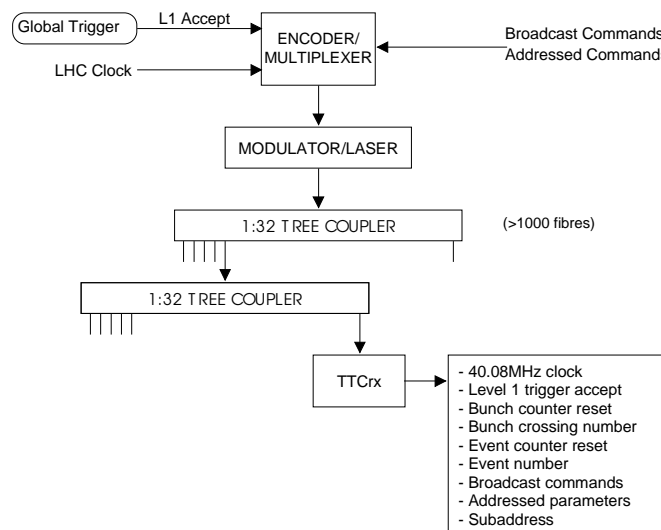 Global Trigger
L1 Accept
LHC Clock
ENCODER/
MULTIPLEXER
Broadcast Commands
Addressed Commands
MODULATOR/LASER
1:32 TREE COUPLER
(>1000 fibres)
1:32 TREE COUPLER
TTCrx
- 40.08MHz clock
- Level 1 trigger accept
- Bunch counter reset
- Bunch crossing number
- Event counter reset
- Event number
- Broadcast commands
- Addressed parameters
- Subaddress